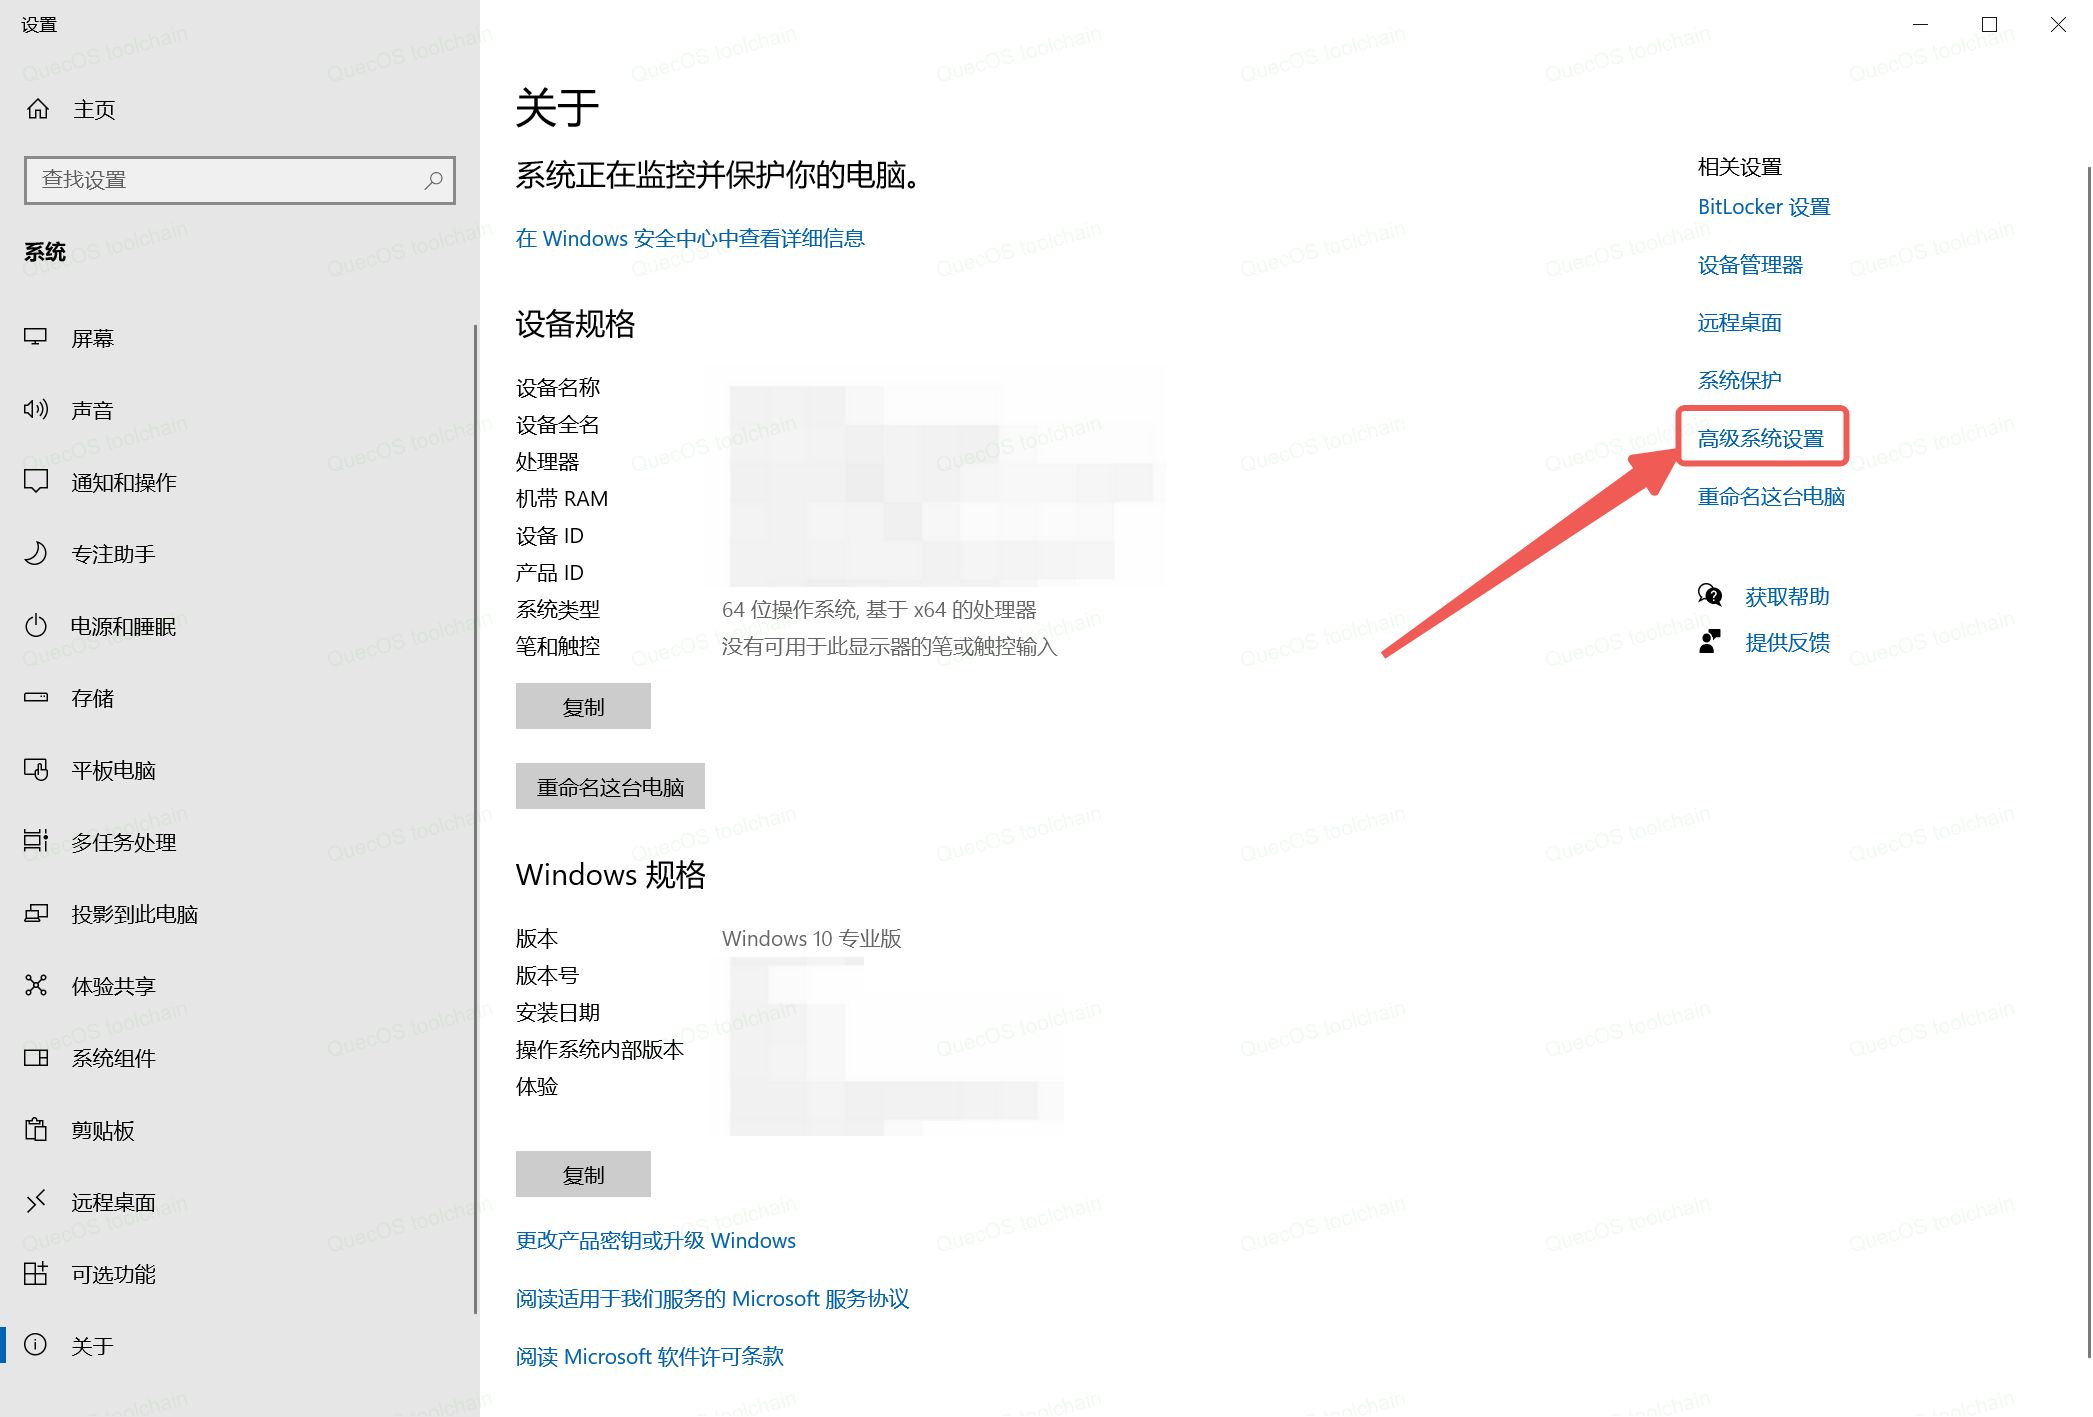 设置
主页
查找设置
系统
屏幕
声音
通知和操作
专注助手
电源和睡眠
存储
平板电脑
多任务处理
投影到此电脑
体验共享
系统组件
剪贴板
远程桌面
可选功能
关于
关于
系统正在监控并保护你的电脑。
在 Windows 安全中心中查看详细信息
设备规格
设备名称
设备全名
处理器
机带 RAM
设备 ID
产品 ID
系统类型 64 位操作系统, 基于 x64 的处理器
笔和触控 没有可用于此显示器的笔或触控输入
复制
重命名这台电脑
Windows 规格
版本 Windows 10 专业版
版本号
安装日期
操作系统内部版本
体验
复制
更改产品密钥或升级 Windows
阅读适用于我们服务的 Microsoft 服务协议
阅读 Microsoft 软件许可条款
相关设置
BitLocker 设置
设备管理器
远程桌面
系统保护
高级系统设置
重命名这台电脑
获取帮助
提供反馈
QuecOS toolchain